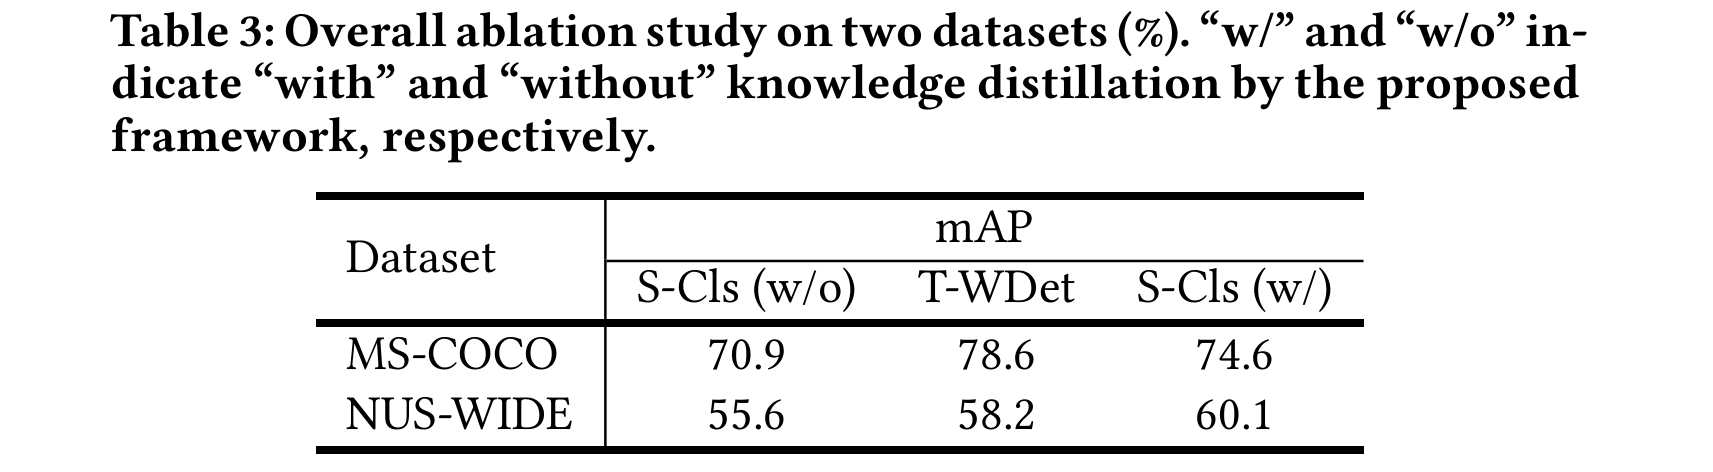 Table 3: Overall ablation study on two datasets (%). “w/” and “w/o” in-
dicate “with” and “without” knowledge distillation by the proposed
framework, respectively.
Dataset
mAP
S-Cls (w/o) T-WDet S-Cls (w/)
MS-COCO 70.9 78.6 74.6
NUS-WIDE 55.6 58.2 60.1